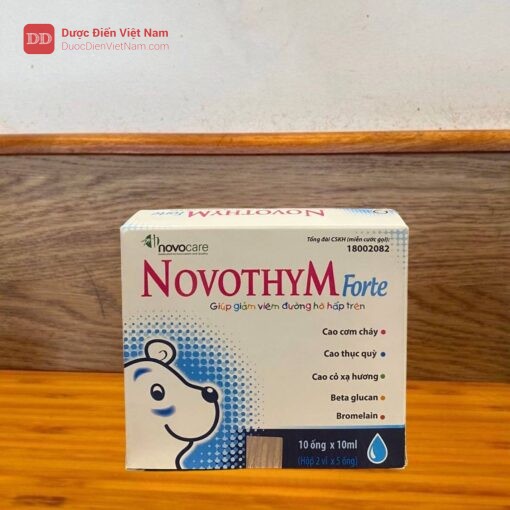 DD
Dược Điển Việt Nam
DuocDienVietNam.com
novocare
Tổng đài CSKH (miễn cước gọi):
18002082
NOVOTHYM Forte
NOVOTHYM Forte
Giúp giảm viêm đường hô hấp trên
Cao cơm cháy
Cao thục quỳ
Cao cỏ xạ hương
Beta glucan
Bromelain
10 ống x 10ml
(Hộp 2 vỉ x 5 ống)